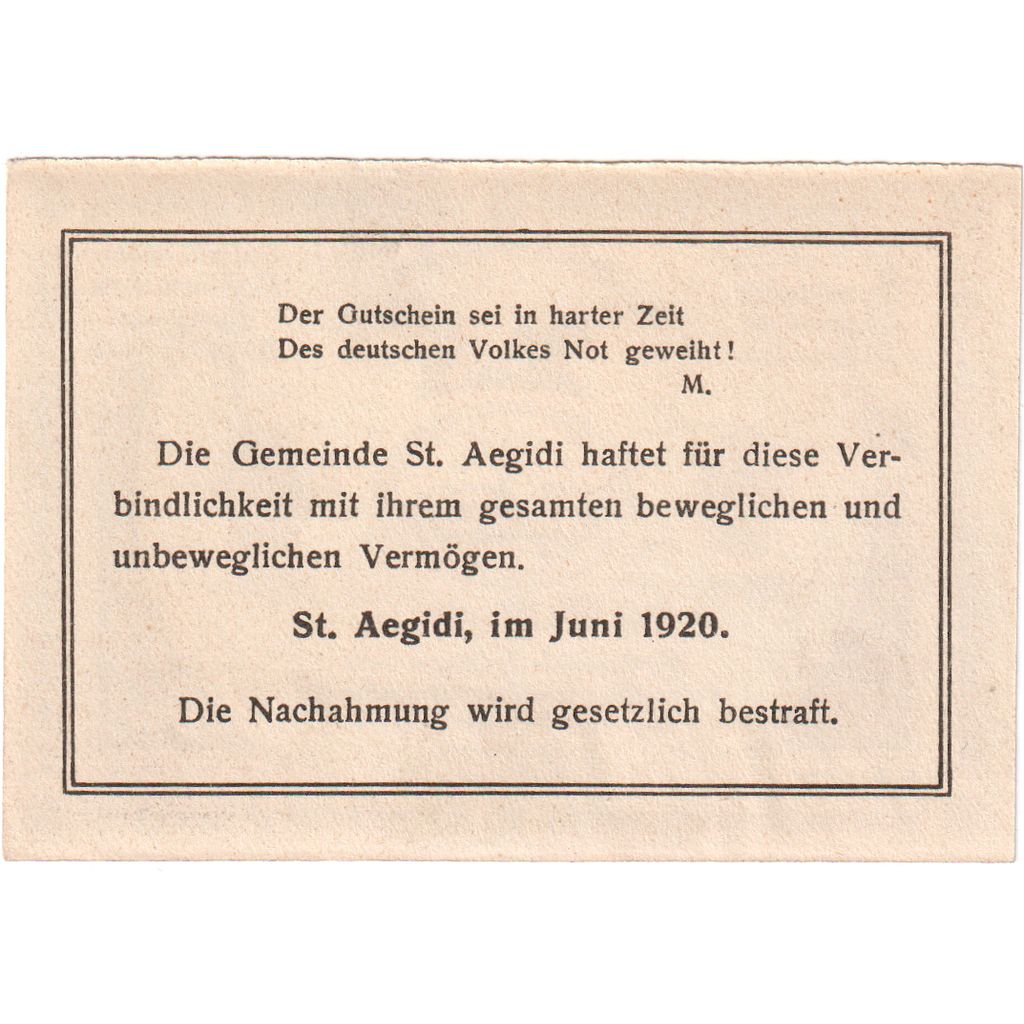 Der Gutschein sei in harter Zeit
Des deutschen Volkes Not geweiht!
M.
Die Gemeinde St. Aegidi haftet für diese Ver-
bindlichkeit mit ihrem gesamten beweglichen und
unbeweglichen Vermögen.
St. Aegidi, im Juni 1920.
Die Nachahmung wird gesetzlich bestraft.